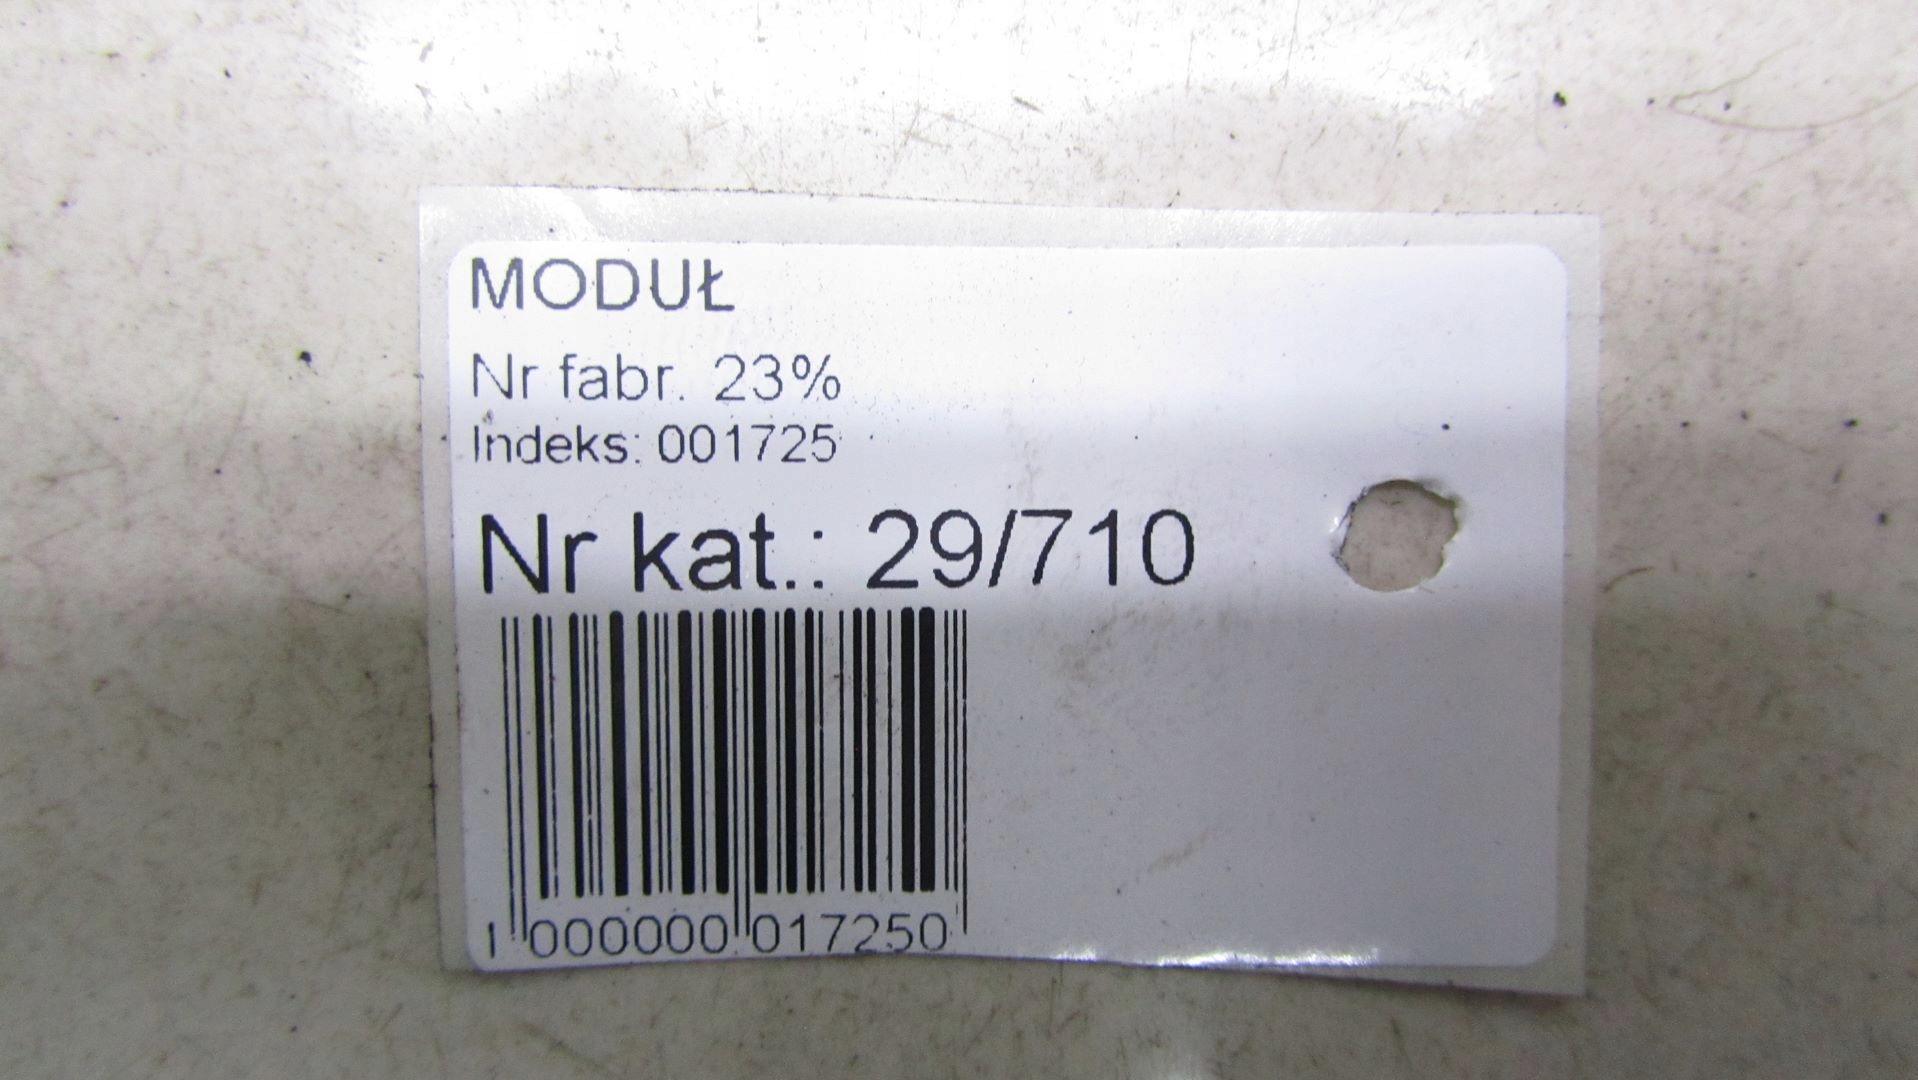 MODUŁ
Nr fabr. 23%
Indeks: 001725
Nr kat.: 29/710
1 000000 017250